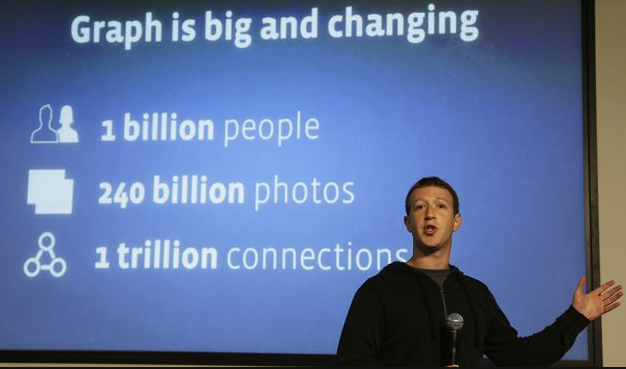 Graph is big and changing
1 billion people
240 billion photos
1 trillion connections